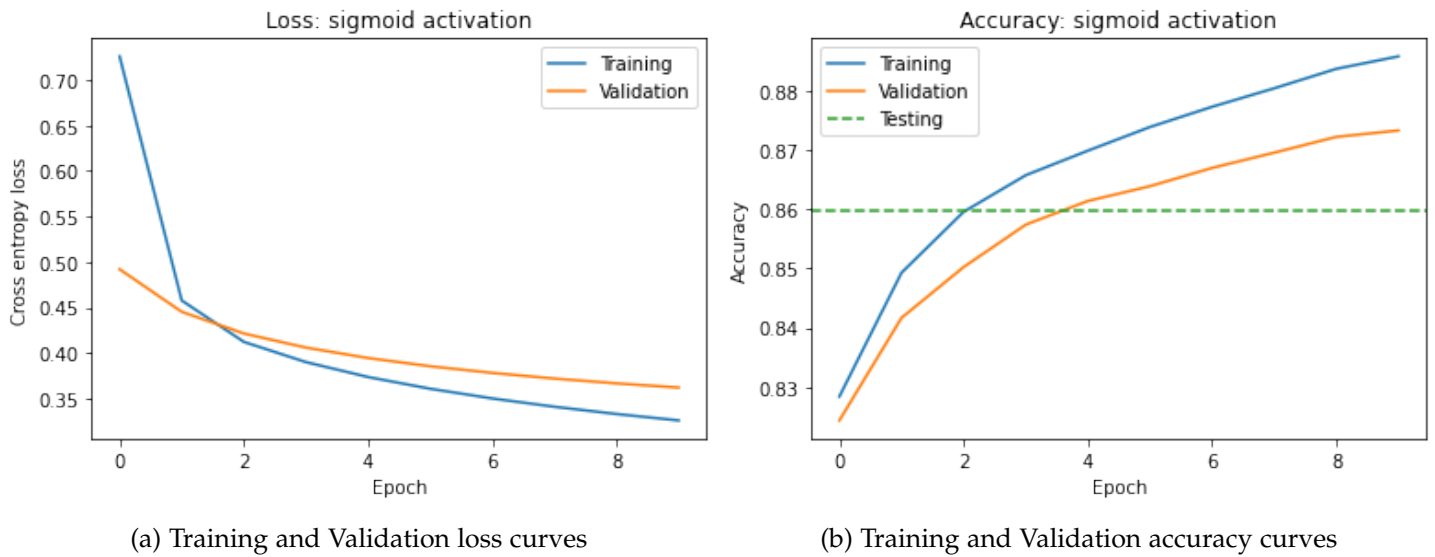 Loss: sigmoid activation
Training
Validation
0.70
0.65
0.60
0.55
0.50
0.45
0.40
0.35
Cross entropy loss
0 2 4 6 8
Epoch
(a) Training and Validation loss curves
Accuracy: sigmoid activation
Training
Validation
Testing
0.88
0.87
0.86
0.85
0.84
0.83
Accuracy
0 2 4 6 8
Epoch
(b) Training and Validation accuracy curves